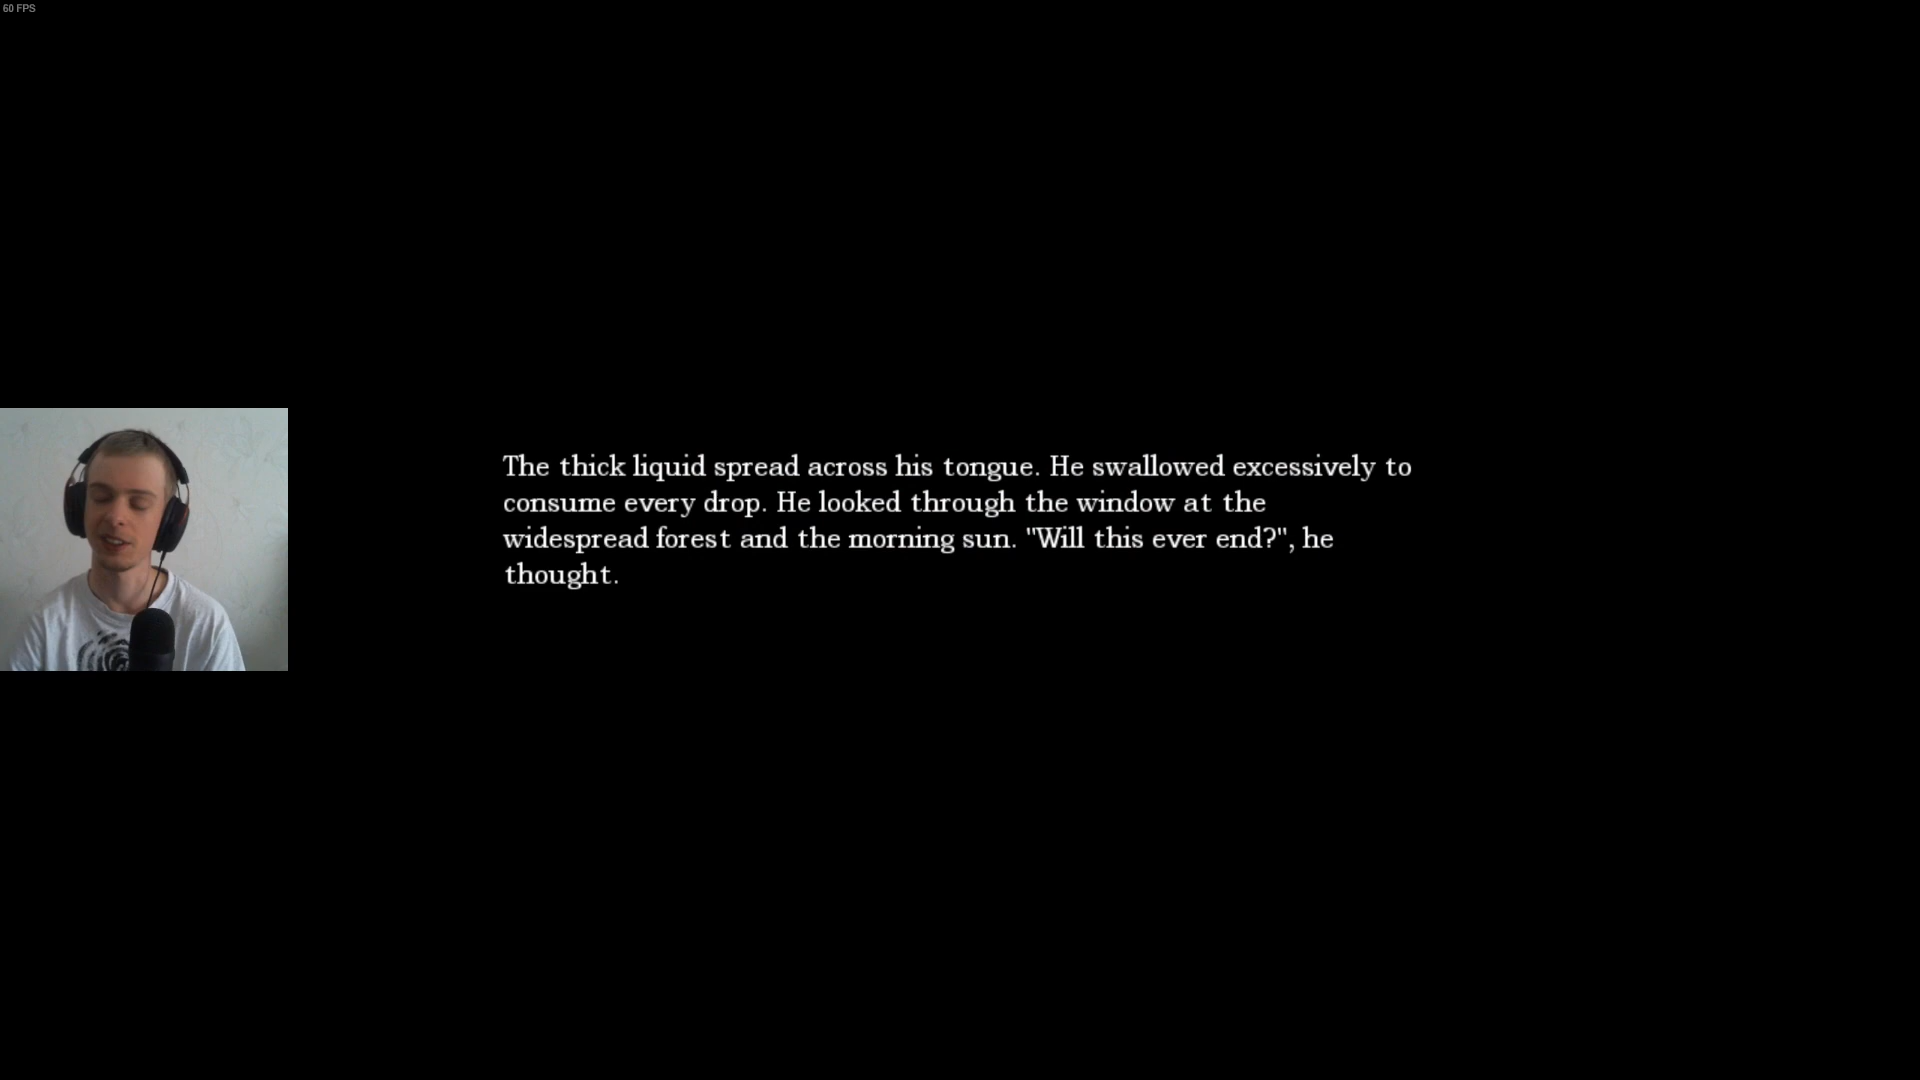 60 FPS
The thick liquid spread across his tongue. He swallowed excessively to
consume every drop. He looked through the window at the
widespread forest and the morning sun. "Will this ever end?", he
thought.